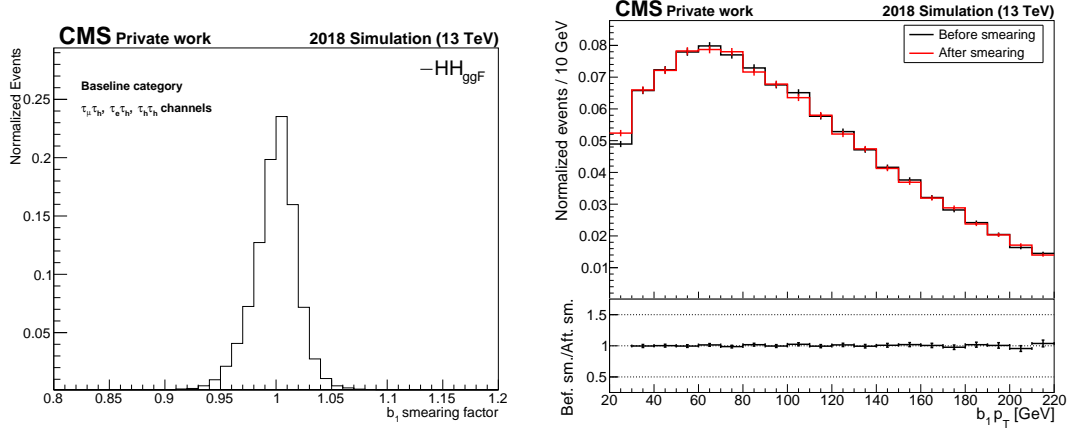 CMS Private work 2018 Simulation (13 TeV)
Normalized Events
Baseline category
τμτh, τeτh, τhτh channels
HHggF
0.25
0.2
0.15
0.1
0.05
0.8 0.85 0.9 0.95 1 1.05 1.1 1.15 1.2
b1 smearing factor
CMS Private work 2018 Simulation (13 TeV)
Normalized events / 10 GeV
Before smearing
After smearing
0.08
0.07
0.06
0.05
0.04
0.03
0.02
0.01
Bef. sm./Aft. sm.
1.5
1
0.5
20 40 60 80 100 120 140 160 180 200 220
b1 pT [GeV]